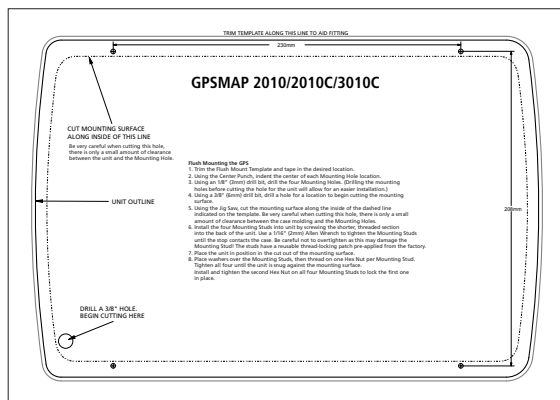 TRIM TEMPLATE ALONG THIS LINE TO AID FITTING
230mm
GPSMAP 2010/2010C/3010C
CUT MOUNTING SURFACE
ALONG INSIDE OF THIS LINE
Be very careful when cutting this hole,
there is only a small amount of clearance
between the unit and the Mounting Hole.
Flush Mounting the GPS
1. Trim the Flush Mount Template and tape in the desired location.
2. Using the Center Punch, indent the center of each Mounting Hole location.
3. Using an 1/8" (3mm) drill bit, drill the four Mounting Holes. (Drilling the mounting
holes before cutting the hole for the unit will allow for an easier installation.)
4. Using a 3/8" (6mm) drill bit, drill a hole for a location to begin cutting the mounting
surface.
5. Using the Jig Saw, cut the mounting surface along the inside of the dashed line
indicated on the template. Be very careful when cutting this hole, there is only a small
amount of clearance between the case molding and the Mounting Holes.
6. Install the four Mounting Studs into unit by screwing the shorter, threaded section
into the back of the unit. Use a 1/16" (2mm) Allen Wrench to tighten the Mounting Studs
until the stop contacts the case. Be careful not to overtighten as this may damage the
Mounting Stud! The studs have a reusable thread-locking patch pre-applied from the factory.
7. Place the unit in position in the cut out of the mounting surface.
8. Place washers over the Mounting Studs, then thread on one Hex Nut per Mounting Stud.
Tighten all four until the unit is snug against the mounting surface.
Install and tighten the second Hex Nut on all four Mounting Studs to lock the first one
in place.
UNIT OUTLINE
DRILL A 3/8" HOLE.
BEGIN CUTTING HERE